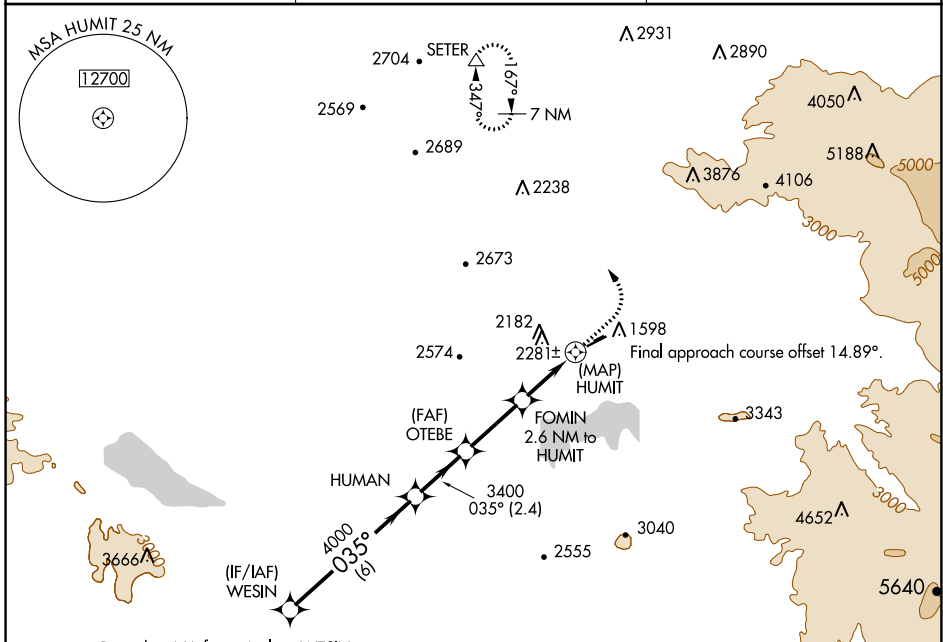 MSA HUMIT 25 NM
12700
2931
2890
2704
SETER
347°
167°
7 NM
2569
2689
4050
5188
5000
3876
4106
2238
3000
5000
2673
2182
2281±
1598
2574
Final approach course offset 14.89°.
(MAP)
HUMIT
(FAF)
OTEBE
FOMIN
2.6 NM to
HUMIT
3343
HUMAN
3400
035° (2.4)
3000
4652
4000
035°
(6)
3040
2555
3000
3666
(IF/IAF)
WESIN
5640